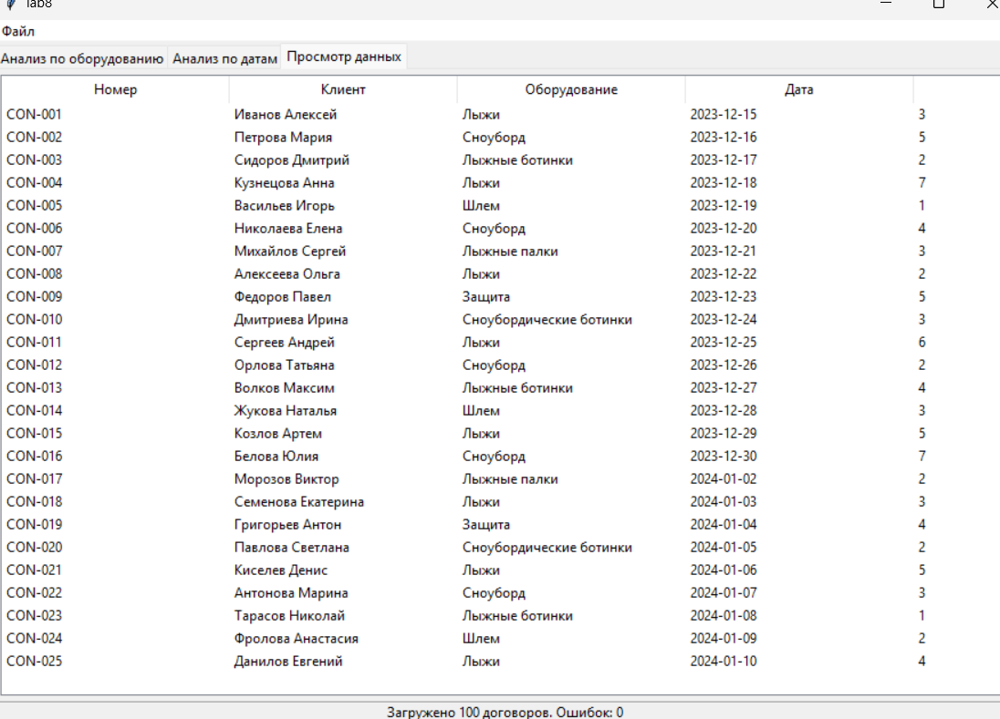 lab8
Файл
Анализ по оборудованию Анализ по датам Просмотр данных
Номер Клиент Оборудование Дата
CON-001 Иванов Алексей Лыжи 2023-12-15 3
CON-002 Петрова Мария Сноуборд 2023-12-16 5
CON-003 Сидоров Дмитрий Лыжные ботинки 2023-12-17 2
CON-004 Кузнецова Анна Лыжи 2023-12-18 7
CON-005 Васильев Игорь Шлем 2023-12-19 1
CON-006 Николаева Елена Сноуборд 2023-12-20 4
CON-007 Михайлов Сергей Лыжные палки 2023-12-21 3
CON-008 Алексеева Ольга Лыжи 2023-12-22 2
CON-009 Федоров Павел Защита 2023-12-23 5
CON-010 Дмитриева Ирина Сноубордические ботинки 2023-12-24 3
CON-011 Сергеев Андрей Лыжи 2023-12-25 6
CON-012 Орлова Татьяна Сноуборд 2023-12-26 2
CON-013 Волков Максим Лыжные ботинки 2023-12-27 4
CON-014 Жукова Наталья Шлем 2023-12-28 3
CON-015 Козлов Артем Лыжи 2023-12-29 5
CON-016 Белова Юлия Сноуборд 2023-12-30 7
CON-017 Морозов Виктор Лыжные палки 2024-01-02 2
CON-018 Семенова Екатерина Лыжи 2024-01-03 3
CON-019 Григорьев Антон Защита 2024-01-04 4
CON-020 Павлова Светлана Сноубордические ботинки 2024-01-05 2
CON-021 Киселев Денис Лыжи 2024-01-06 5
CON-022 Антонова Марина Сноуборд 2024-01-07 3
CON-023 Тарасов Николай Лыжные ботинки 2024-01-08 1
CON-024 Фролова Анастасия Шлем 2024-01-09 2
CON-025 Данилов Евгений Лыжи 2024-01-10 4
Загружено 100 договоров. Ошибок: 0